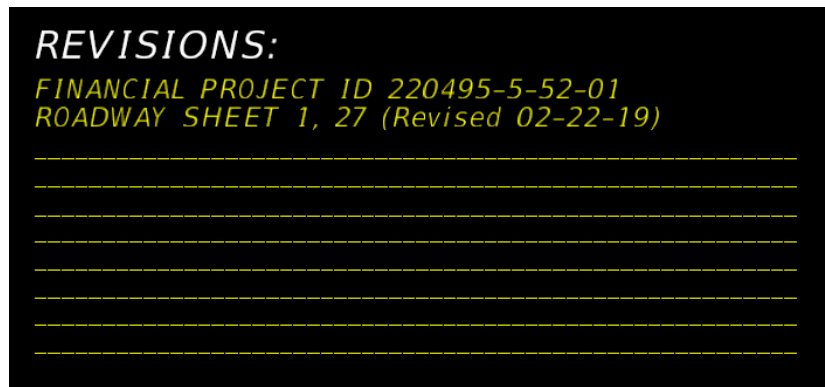 REVISIONS:
FINANCIAL PROJECT ID 220495-5-52-01
ROADWAY SHEET 1, 27 (Revised 02-22-19)